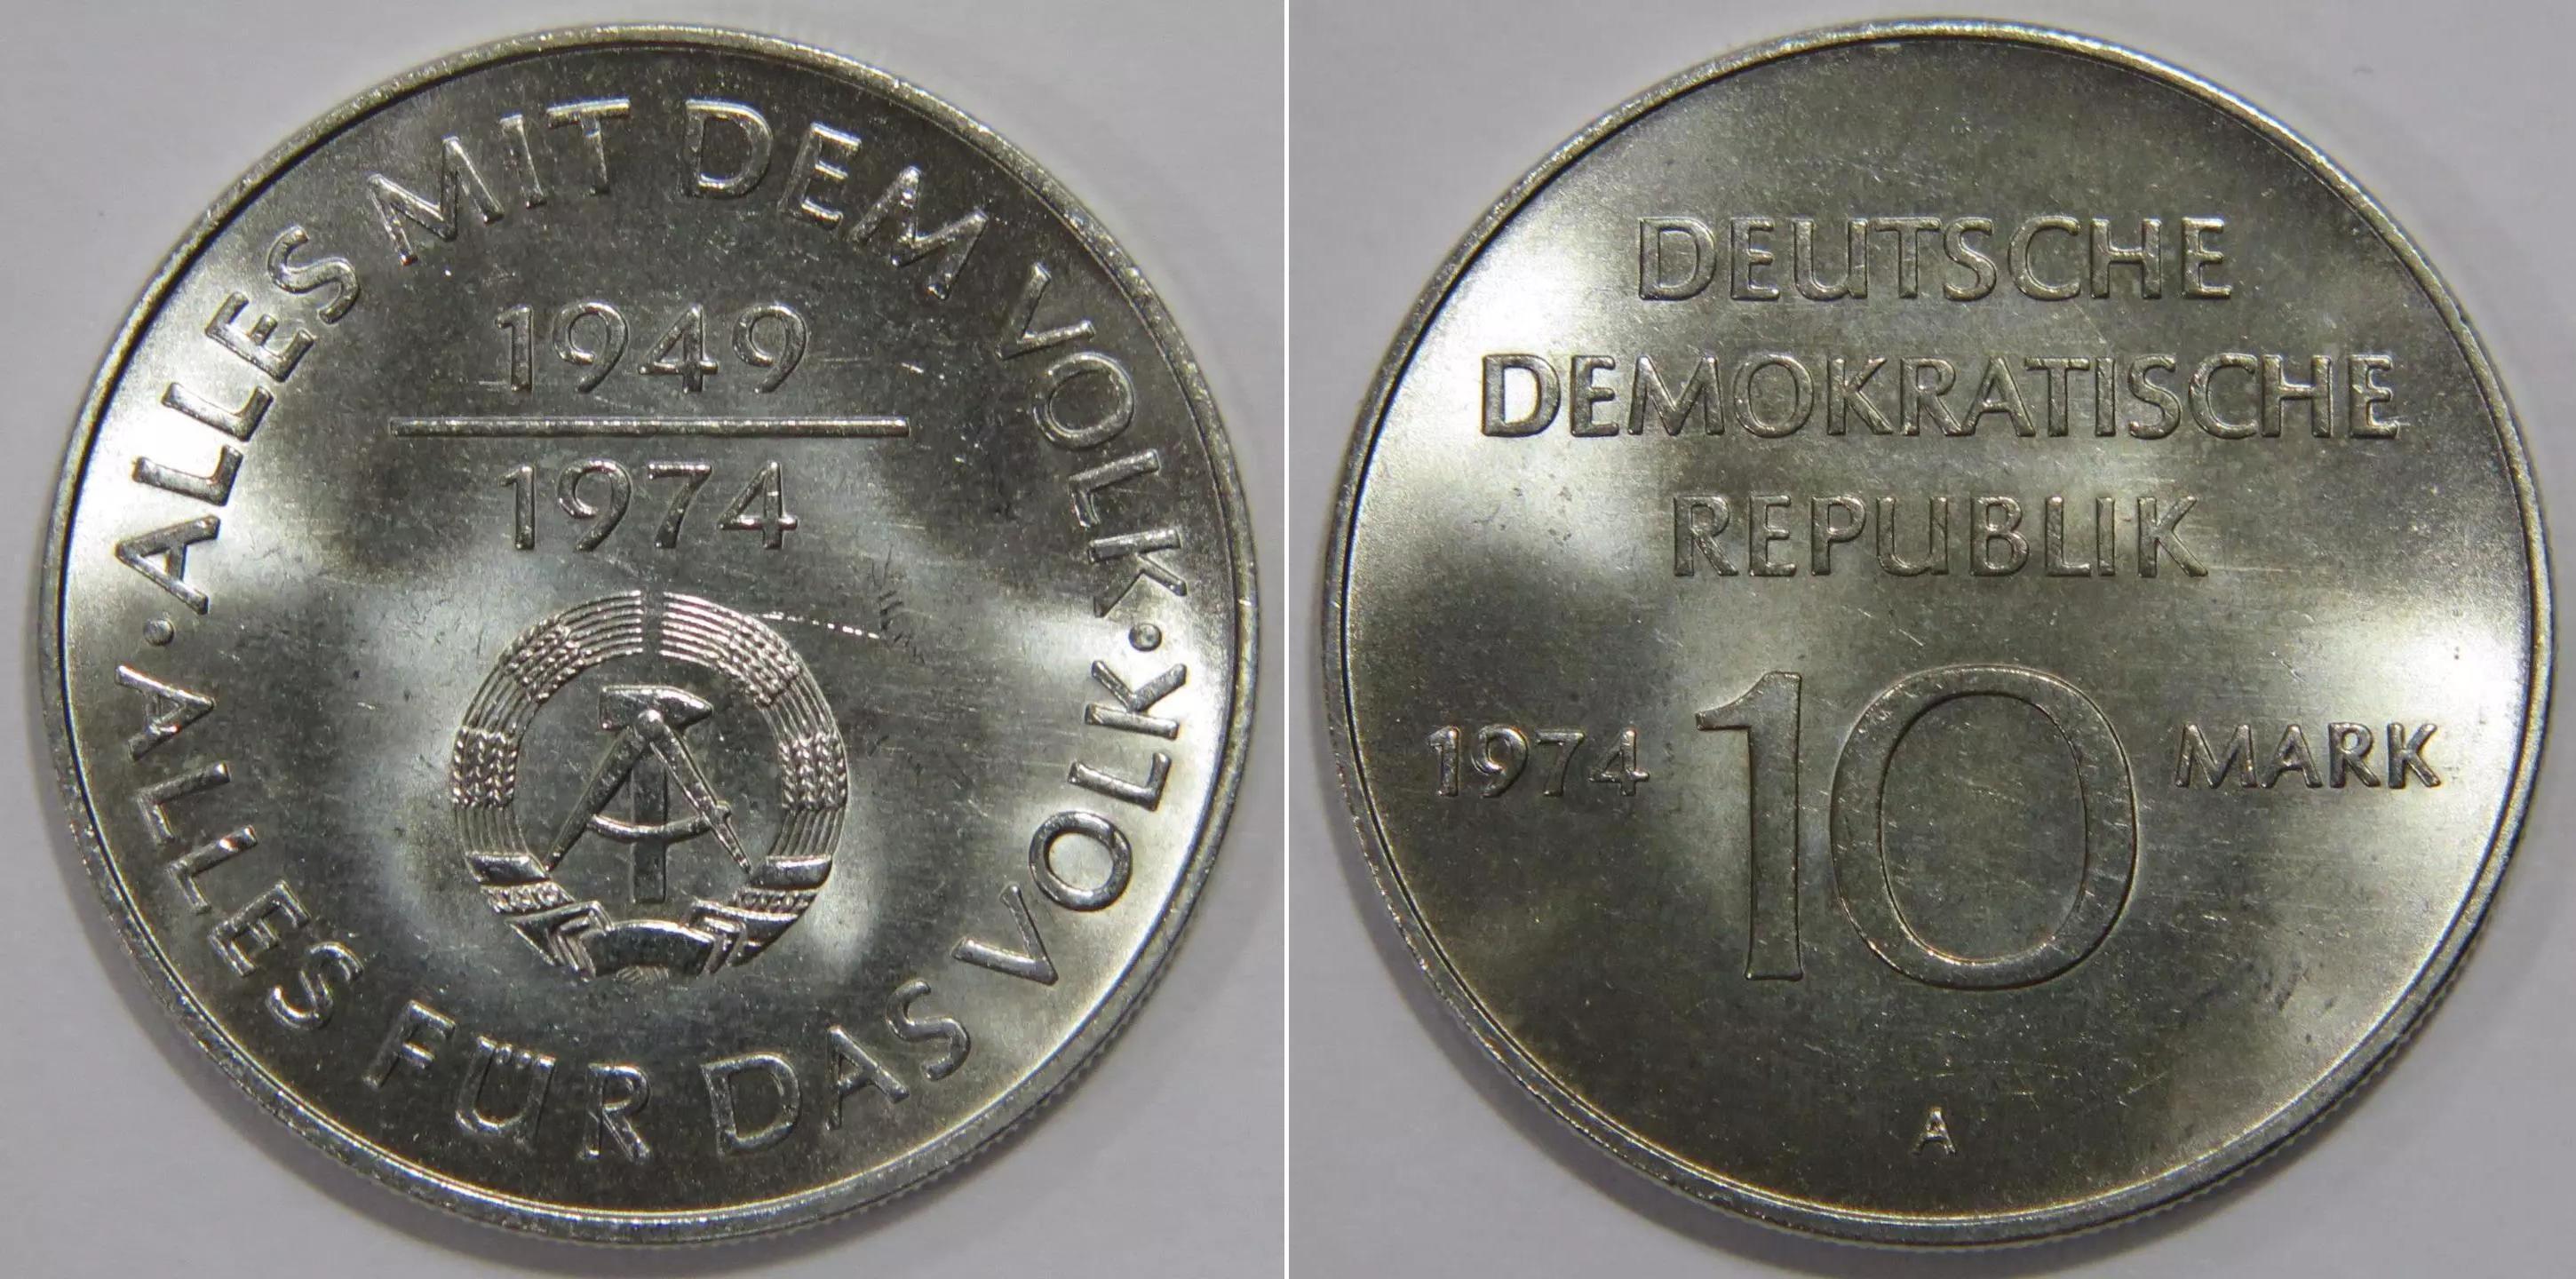 · ALLES MIT DEM VOLK · ALLES FÜR DAS VOLK
1949
1974
DEUTSCHE
DEMOKRATISCHE
REPUBLIK
1974 10 MARK
A